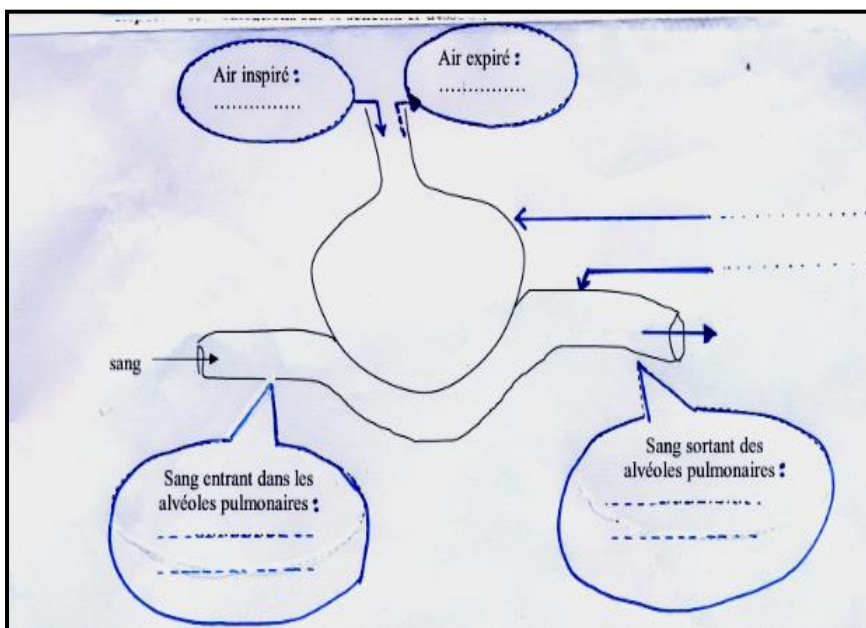 Air inspiré :
...............
Air expiré :
...............
sang
Sang entrant dans les
alvéoles pulmonaires :
Sang sortant des
alvéoles pulmonaires :